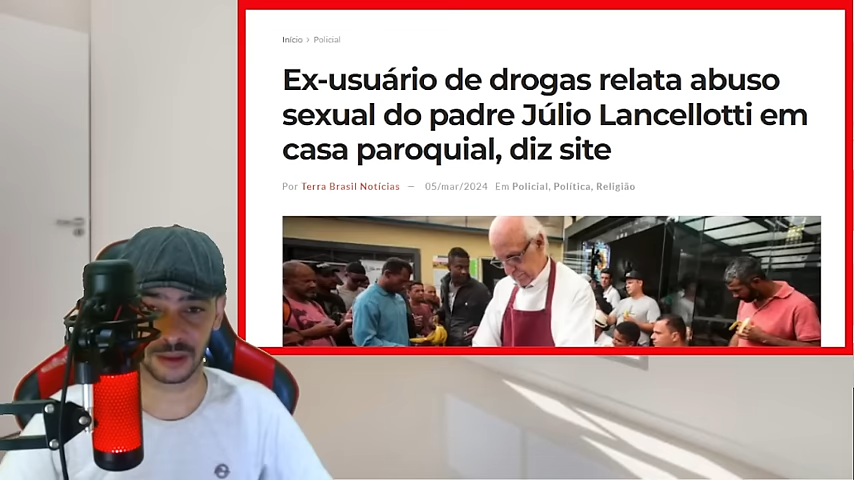 Início > Policial
Ex-usuário de drogas relata abuso
sexual do padre Júlio Lancellotti em
casa paroquial, diz site
Por Terra Brasil Notícias — 05/mar/2024 Em Policial, Política, Religião